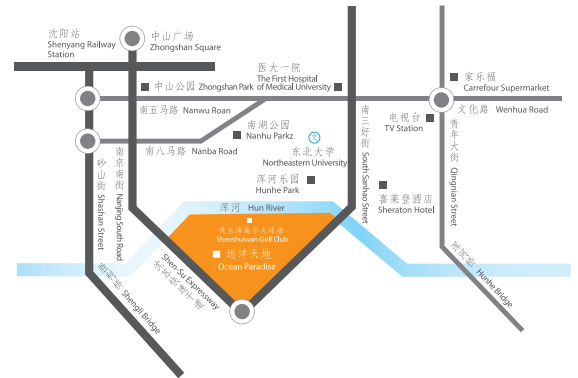 沈阳站
Shenyang Railway
Station
中山广场
Zhongshan Square
医大一院
The First Hospital
of Medical University
中山公园 Zhongshan Park
家乐福
Carrefour Supermarket
南五马路 Nanwu Roan
文化路 Wenhua Road
电视台
TV Station
南湖公园
Nanhu Parkz
文
东北大学
Northeastern University
南八马路 Nanba Road
浑河乐园
Hunhe Park
喜莱登酒店
Sheraton Hotel
砂山街 Shashan Street
南京南街 Nanjing South Road
南三好街 South Sanhao Street
青年大街 Qingnian Street
浑河 Hun River
沈水湾高尔夫球场
Shenshuiwan Golf Club
远洋天地
Ocean Paradise
Shen-Su Expressway
Shengli Bridge
Hunhe Bridge